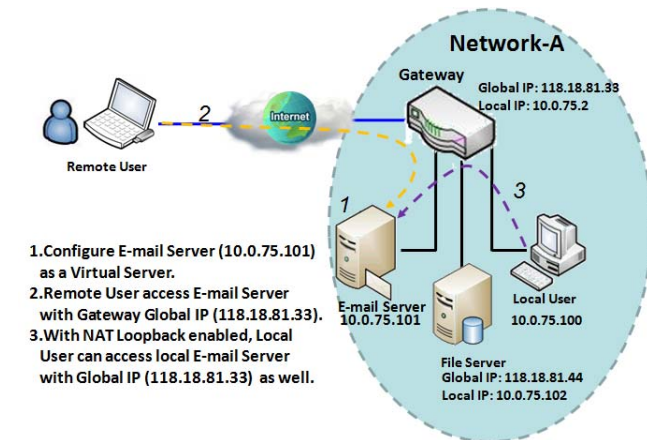 Network-A
Gateway
Global IP: 118.18.81.33
Local IP: 10.0.75.2
2
Internet
Remote User
1
3
1.Configure E-mail Server (10.0.75.101)
as a Virtual Server.
2.Remote User access E-mail Server
with Gateway Global IP (118.18.81.33).
3.With NAT Loopback enabled, Local
User can access local E-mail Server
with Global IP (118.18.81.33) as well.
E-mail Server
10.0.75.101
Local User
10.0.75.100
File Server
Global IP: 118.18.81.44
Local IP: 10.0.75.102